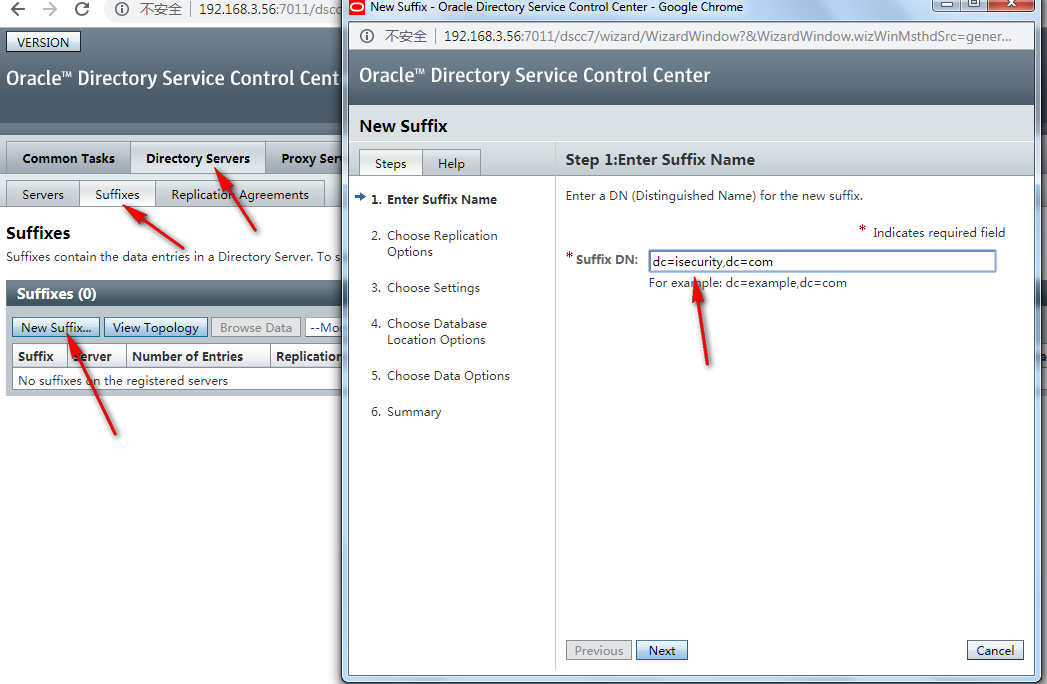 不安全 192.168.3.56:7011/dscc
VERSION
Oracle™ Directory Service Control Cent
Common Tasks
Directory Servers
Proxy Ser
Servers
Suffixes
Replication Agreements
Suffixes
Suffixes contain the data entries in a Directory Server. To s
Suffixes (0)
New Suffix...
View Topology
Browse Data
--Mo
Suffix
Server
Number of Entries
Replication
No suffixes on the registered servers
New Suffix - Oracle Directory Service Control Center - Google Chrome
不安全 192.168.3.56:7011/dscc7/wizard/WizardWindow?&WizardWindow.wizWinMsthdSrc=gener...
Oracle™ Directory Service Control Center
New Suffix
Steps
Help
1. Enter Suffix Name
2. Choose Replication
Options
3. Choose Settings
4. Choose Database
Location Options
5. Choose Data Options
6. Summary
Step 1:Enter Suffix Name
Enter a DN (Distinguished Name) for the new suffix.
* Indicates required field
* Suffix DN: dc=isecurity,dc=com
For example: dc=example,dc=com
Previous
Next
Cancel